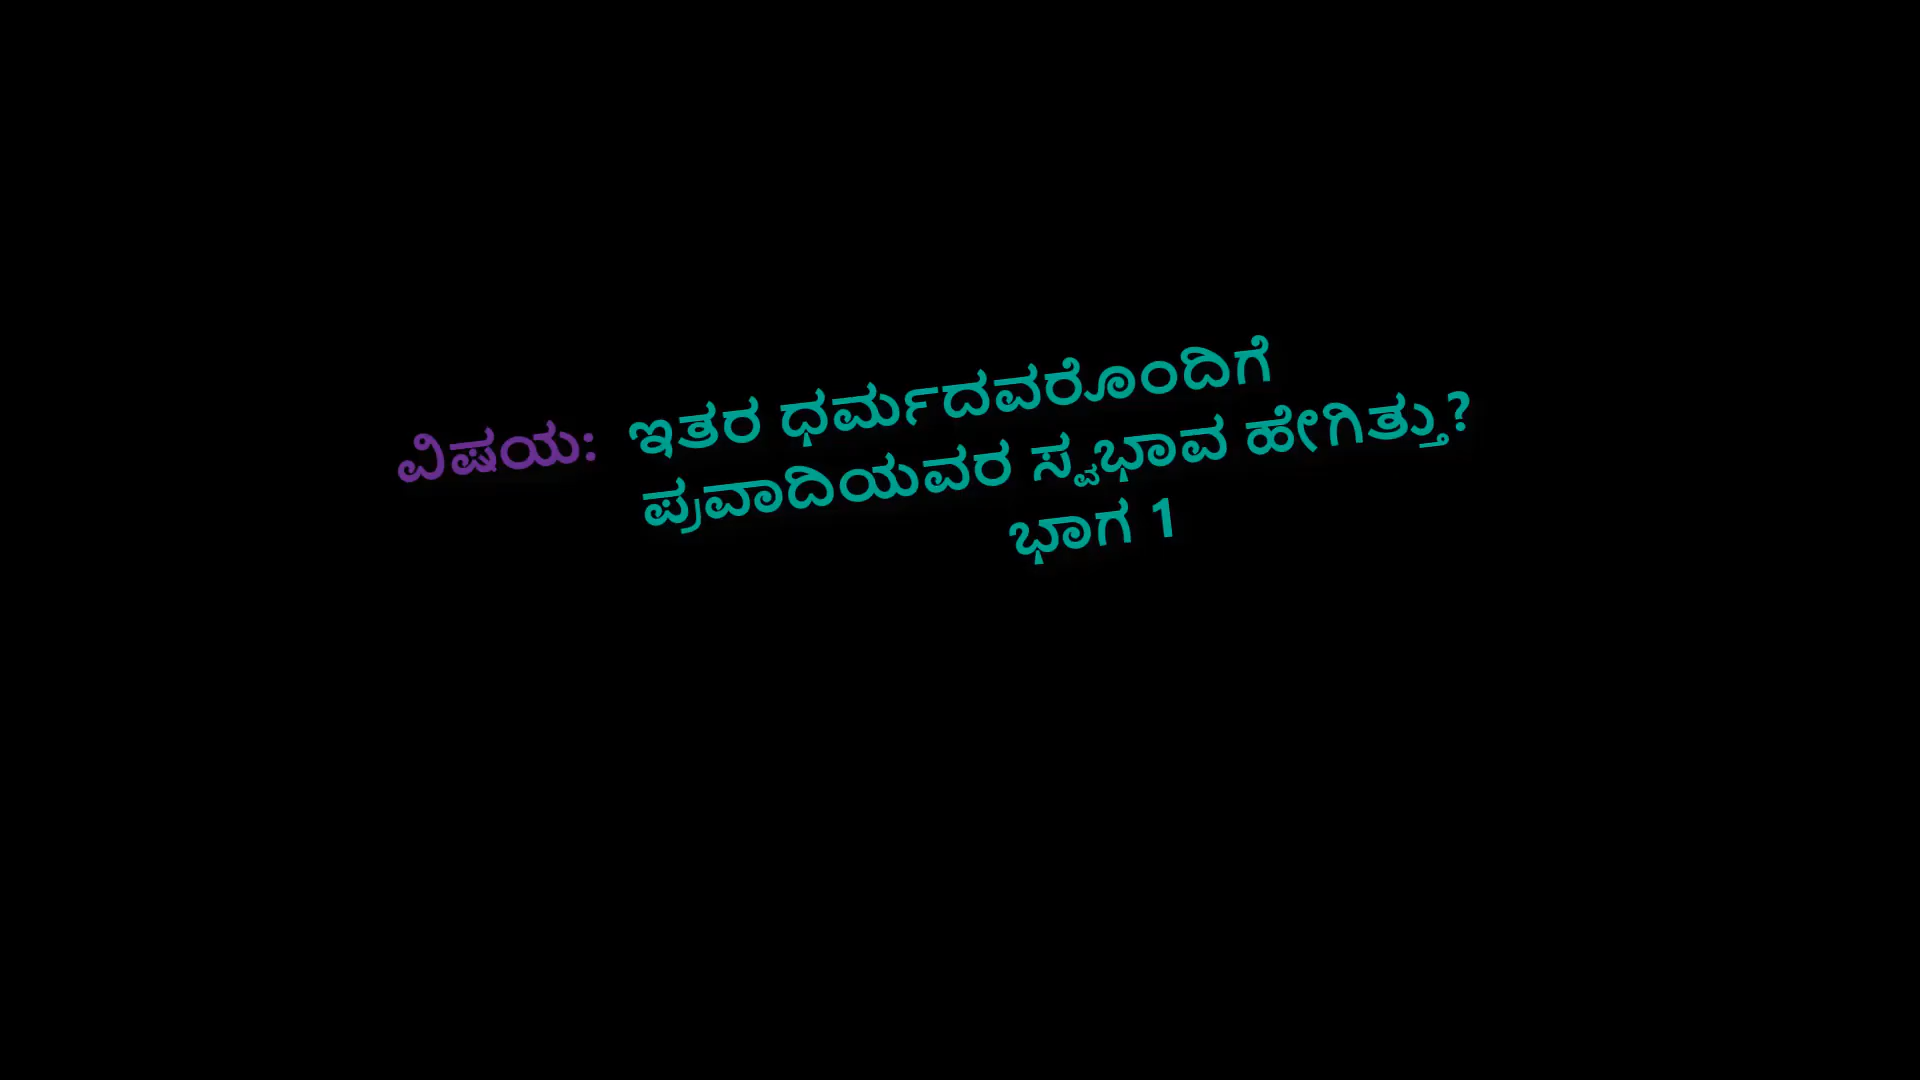 ವಿಷಯ: ಇತರ ಧರ್ಮದವರೊಂದಿಗೆ
ಪ್ರವಾದಿಯವರ ಸ್ವಭಾವ ಹೇಗಿತ್ತು?
ಭಾಗ 1